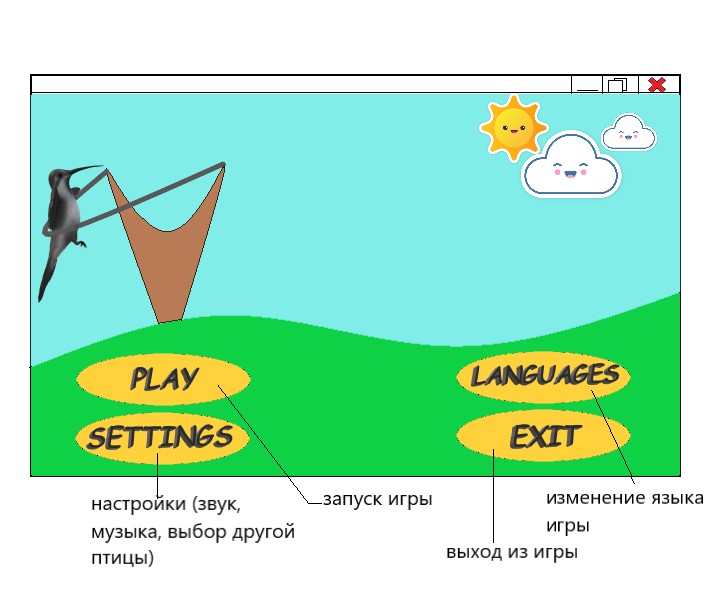 PLAY
LANGUAGES
SETTINGS
EXIT
настройки (звук,
музыка, выбор другой
птицы)
запуск игры
изменение языка
игры
выход из игры